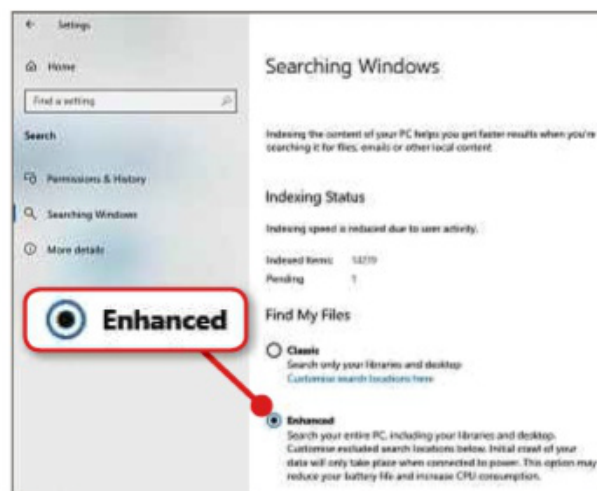 Settings
Home
Find a setting
Search
Permissions & History
Searching Windows
More details
Enhanced
Searching Windows
Indexing the content of your PC helps you get faster results when you're
searching it for files, emails or other local content
Indexing Status
Indexing speed is reduced due to user activity.
Indexed Items: 14219
Pending 1
Find My Files
Classic
Search only your libraries and desktop
Customise search locations here
Enhanced
Search your entire PC, including your libraries and desktop.
Customise excluded search locations below. Initial crawl of your
data will only take place when connected to power. This option may
reduce your battery life and increase CPU consumption.